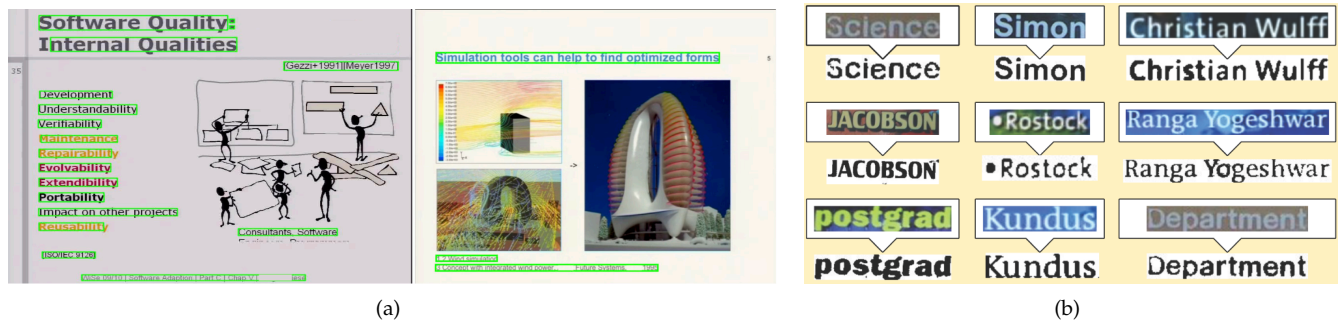 Software Quality:
Internal Qualities
35
[Gezzi+1991][Meyer1997]
Development
Understandability
Verifiability
Maintenance
Repairability
Evolvability
Extendibility
Portability
Impact on other projects
Reusability
Consultants, Software
[ISO/IEC 9126]
Simulation tools can help to find optimized forms
5
->
(a)
Science Simon Christian Wulff
Science Simon Christian Wulff
JACOBSON •Rostock Ranga Yogeshwar
JACOBSON •Rostock Ranga Yogeshwar
postgrad Kundus Department
postgrad Kundus Department
(b)